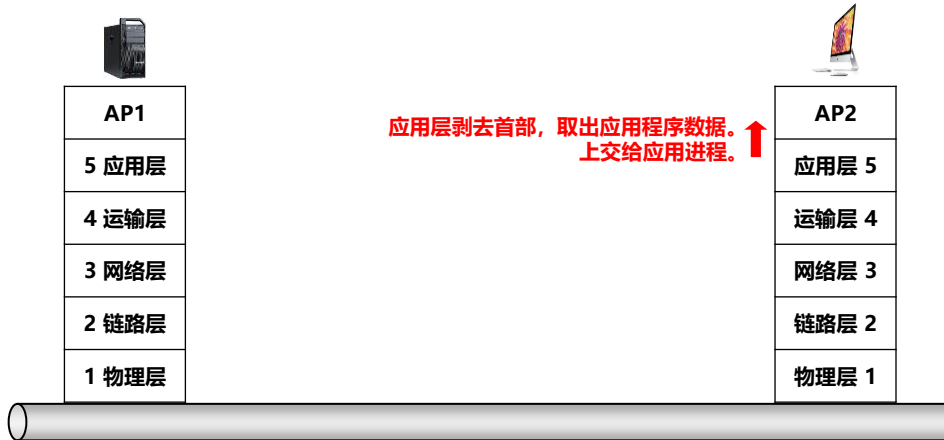 AP1
5 应用层
4 运输层
3 网络层
2 链路层
1 物理层
应用层剥去首部，取出应用程序数据。
上交给应用进程。
AP2
应用层 5
运输层 4
网络层 3
链路层 2
物理层 1